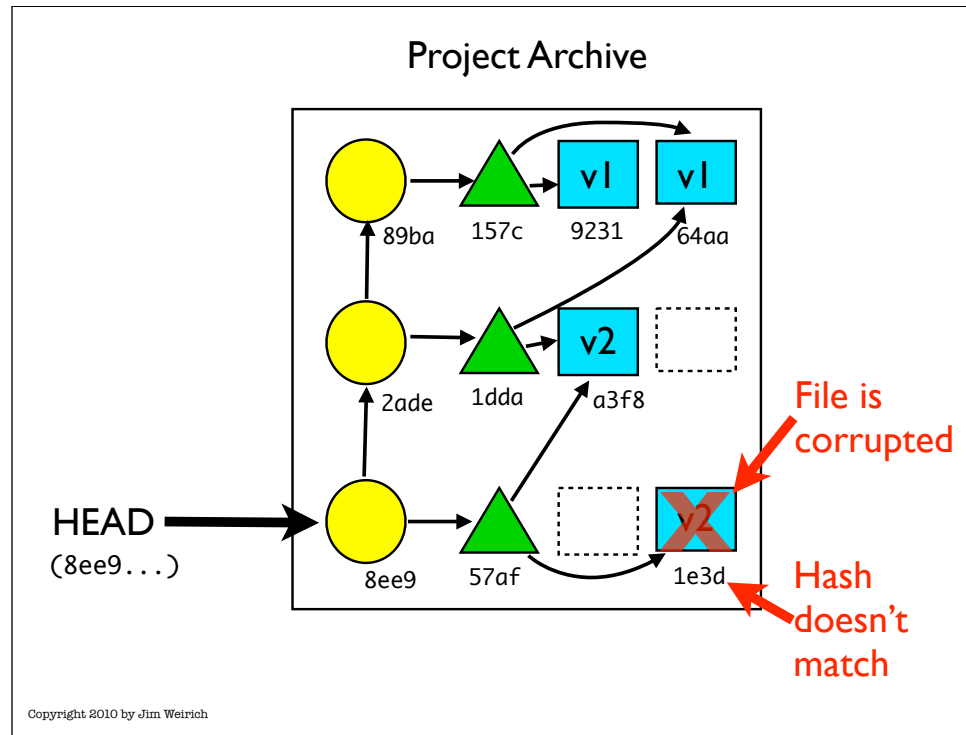 Project Archive
v1
v1
89ba
157c
9231
64aa
v2
2ade
1dda
a3f8
File is
corrupted
HEAD
(8ee9...)
v2
8ee9
57af
1e3d
Hash
doesn't
match
Copyright 2010 by Jim Weirich